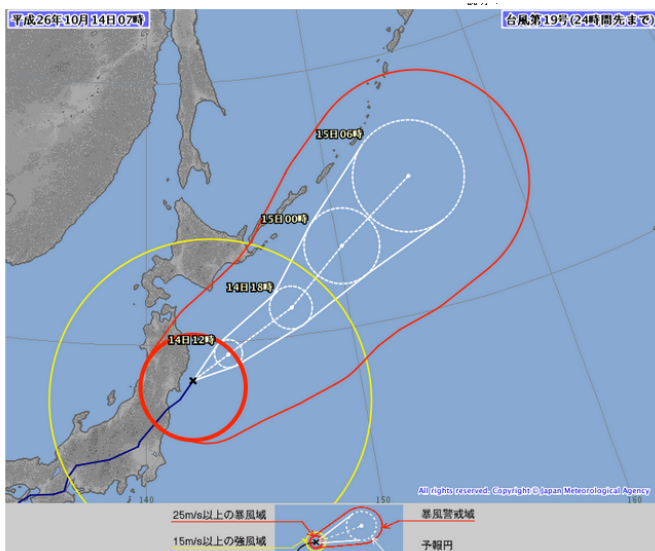 平成26年10月14日07時
台風第19号(24時間先まで)
15日06時
15日00時
14日18時
14日12時
All rights reserved. Copyright © Japan Meteorological Agency
140
150
160
25m/s以上の暴風域
暴風警戒域
15m/s以上の強風域
予報円